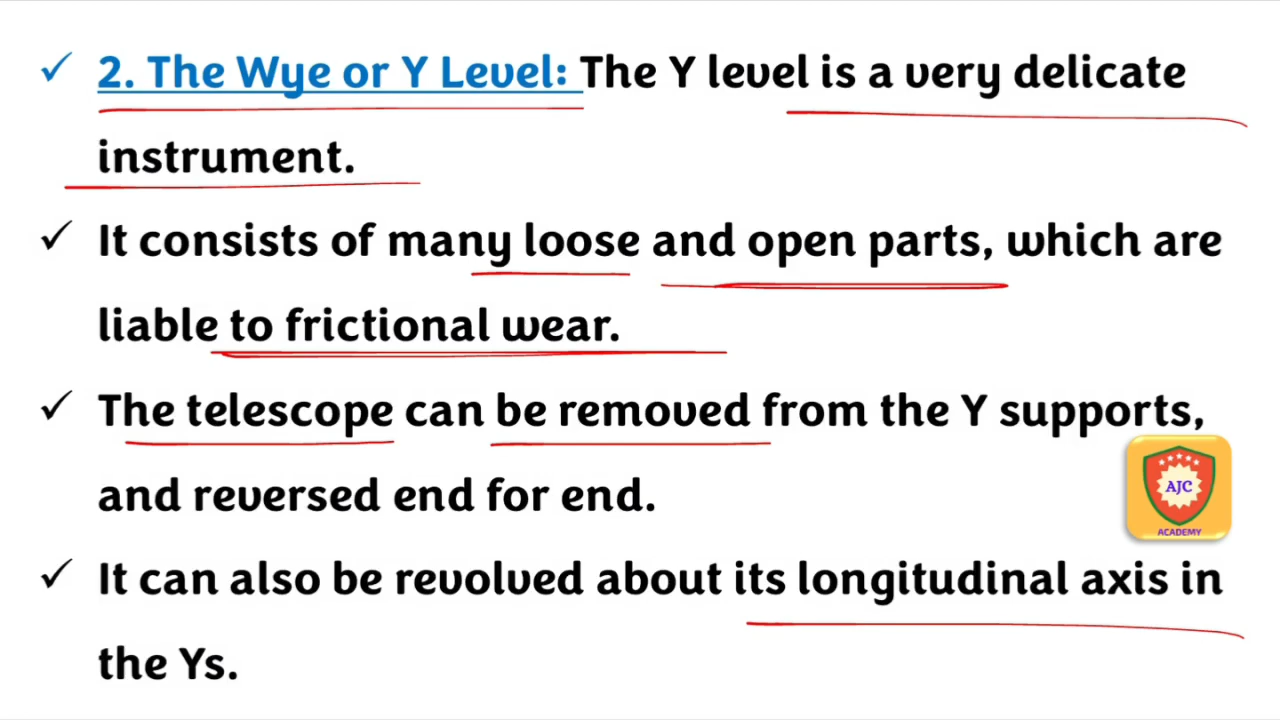 ✓ 2. The Wye or Y Level: The Y level is a very delicate
instrument.
✓ It consists of many loose and open parts, which are
liable to frictional wear.
✓ The telescope can be removed from the Y supports,
and reversed end for end.
AJC
ACADEMY
✓ It can also be revolved about its longitudinal axis in
the Ys.